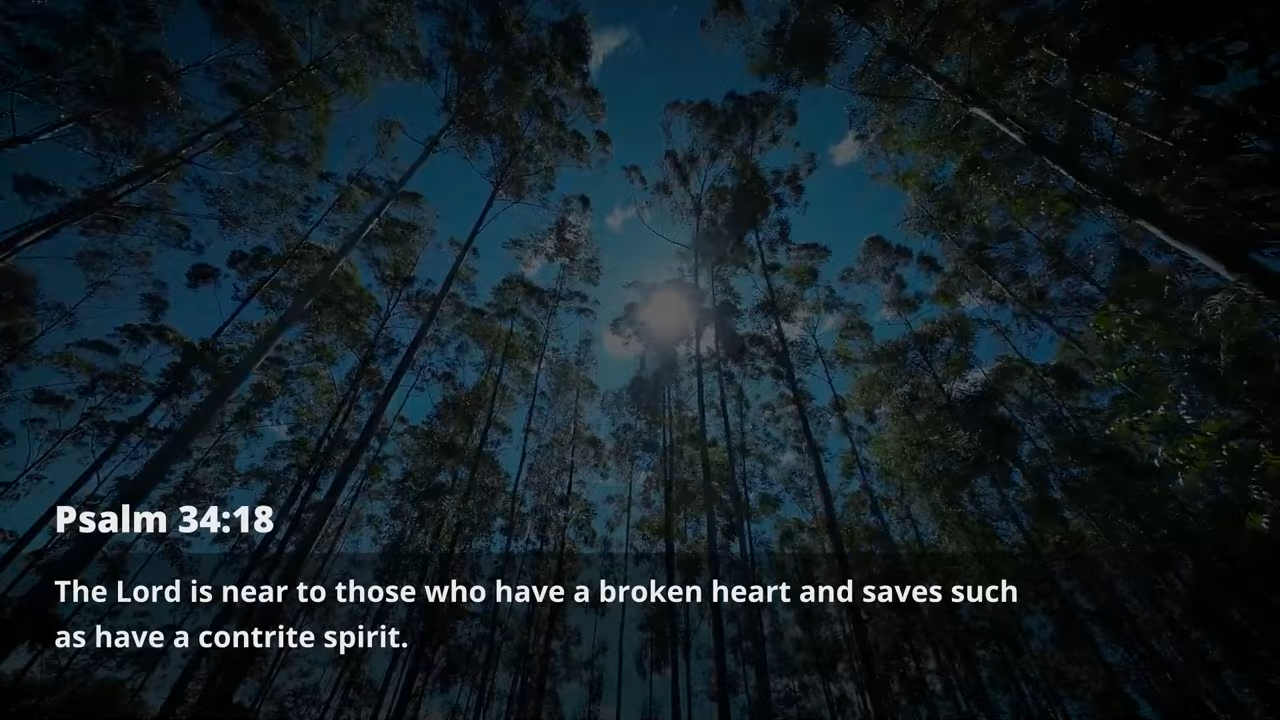 Psalm 34:18
The Lord is near to those who have a broken heart and saves such
as have a contrite spirit.